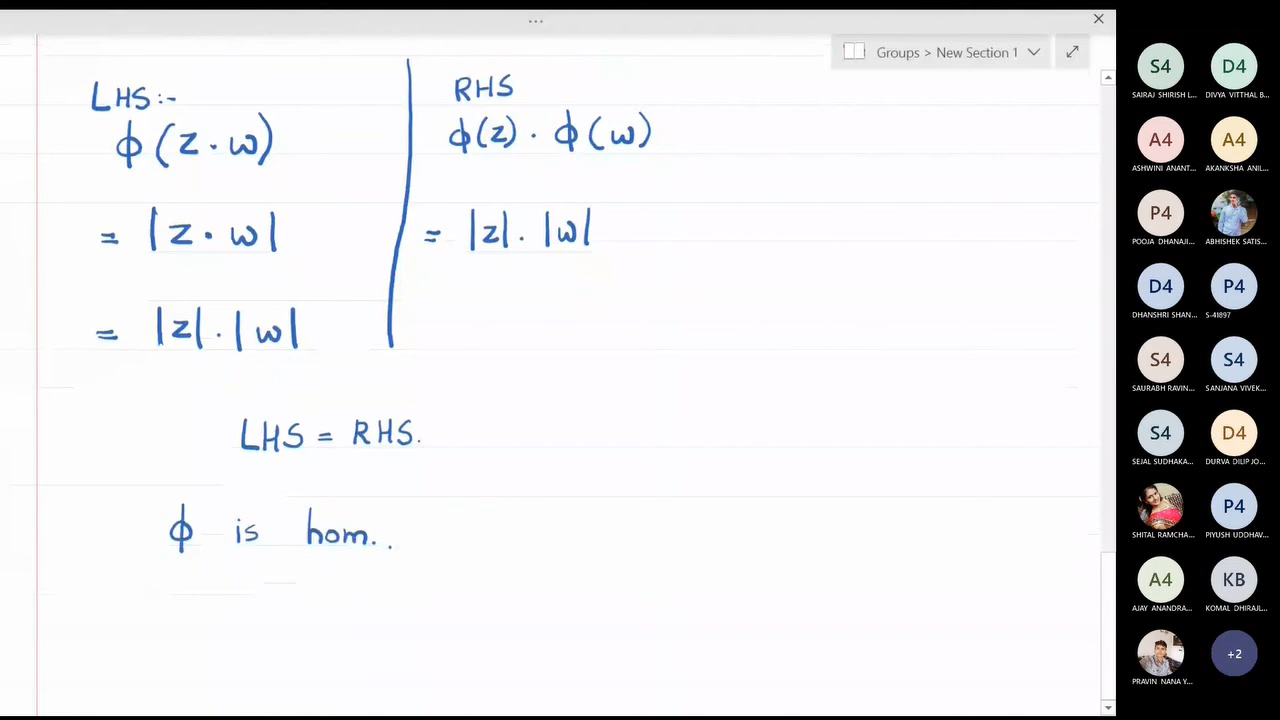 ...
Groups > New Section 1
LHS :-
ϕ(z · w)
= |z · w|
= |z| · |w|
RHS
ϕ(z) · ϕ(w)
= |z| · |w|
LHS = RHS.
ϕ is hom..
S4
SAIRAJ SHIRISH L...
D4
DIVYA VITTHAL B...
A4
ASHWINI ANANT...
A4
AKANKSHA ANIL...
P4
POOJA DHANAJI...
ABHISHEK SATIS...
D4
DHANSHRI SHAN...
P4
S-41897
S4
SAURABH RAVIN...
S4
SANJANA VIVEK...
S4
SEJAL SUDHAKA...
D4
DURVA DILIP JO...
SHITAL RAMCHA...
P4
PIYUSH UDDHAV...
A4
AJAY ANANDRA...
KB
KOMAL DHIRAJL...
PRAVIN NANA Y...
+2